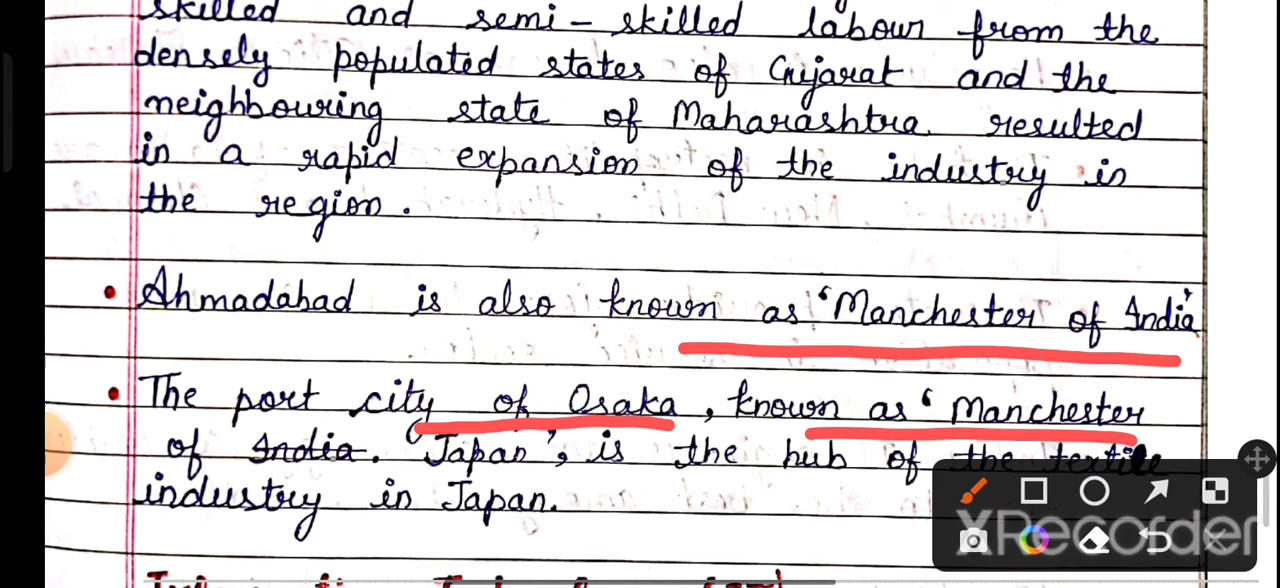 skilled and semi-skilled labour from the
densely populated states of Gujarat and the
neighbouring state of Maharashtra resulted
in a rapid expansion of the industry in
the region.
• Ahmadabad is also known as 'Manchester of India'
• The port city of Osaka, known as 'Manchester
of India. 'Japan', is the hub of the textile
industry in Japan.
XRecorder